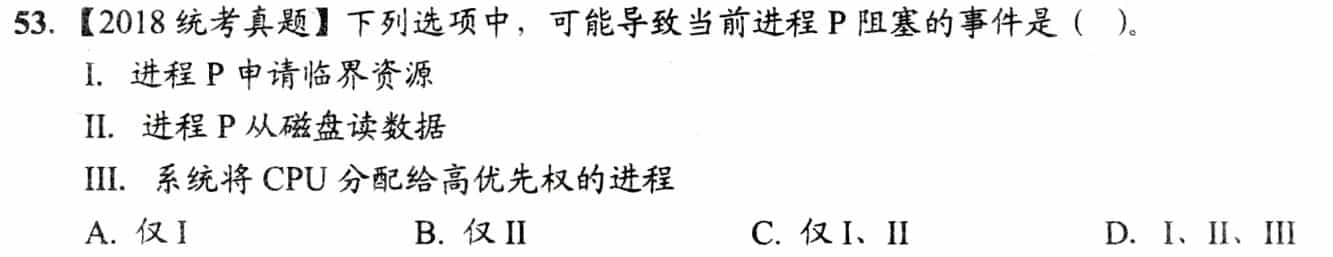 53.【2018 统考真题】下列选项中，可能导致当前进程 P 阻塞的事件是（ ）。
I. 进程 P 申请临界资源
II. 进程 P 从磁盘读数据
III. 系统将 CPU 分配给高优先权的进程
A. 仅 I B. 仅 II C. 仅 I、II D. I、II、III